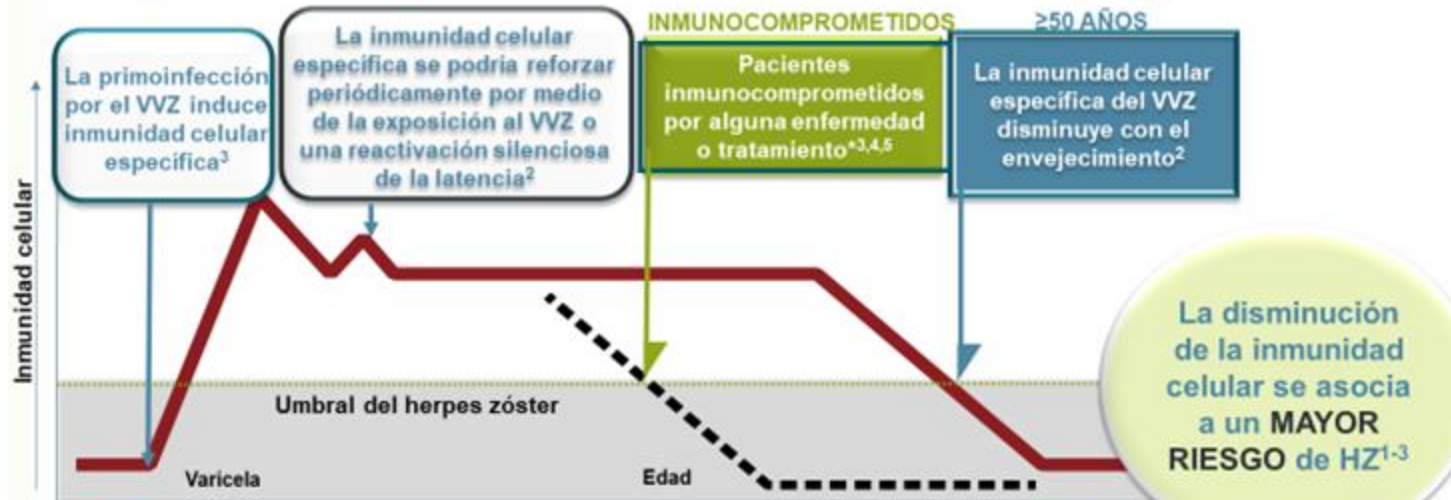 INMUNOCOMPROMETIDOS
≥50 AÑOS
La primoinfección
por el VVZ induce
inmunidad celular
específica³
La inmunidad celular
específica se podria reforzar
periódicamente por medio
de la exposición al VVZ o
una reactivación silenciosa
de la latencia²
Pacientes
inmunocomprometidos
por alguna enfermedad
o tratamiento*³,⁴,⁵
La inmunidad celular
específica del VVZ
disminuye con el
envejecimiento²
Inmunidad celular
Umbral del herpes zóster
Varicela
Edad
La disminución
de la inmunidad
celular se asocia
a un MAYOR
RIESGO de HZ¹⁻³